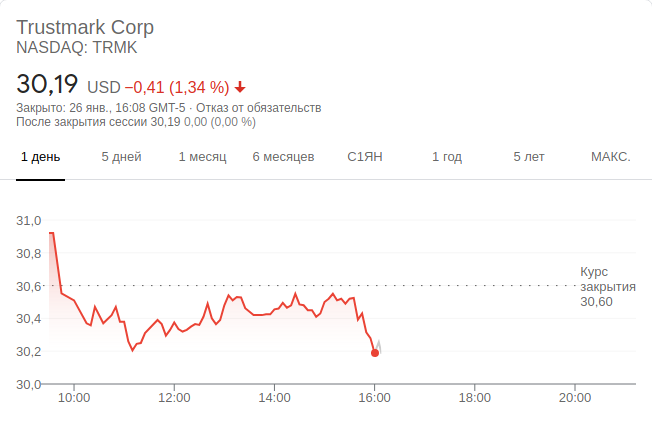 Trustmark Corp
NASDAQ: TRMK
30,19 USD −0,41 (1,34 %)
Закрыто: 26 янв., 16:08 GMT-5 · Отказ от обязательств
После закрытия сессии 30,19 0,00 (0,00 %)
1 день 5 дней 1 месяц 6 месяцев С1ЯН 1 год 5 лет МАКС.
31,0
30,8
30,6
30,4
30,2
30,0
Курс
закрытия
30,60
10:00 12:00 14:00 16:00 18:00 20:00